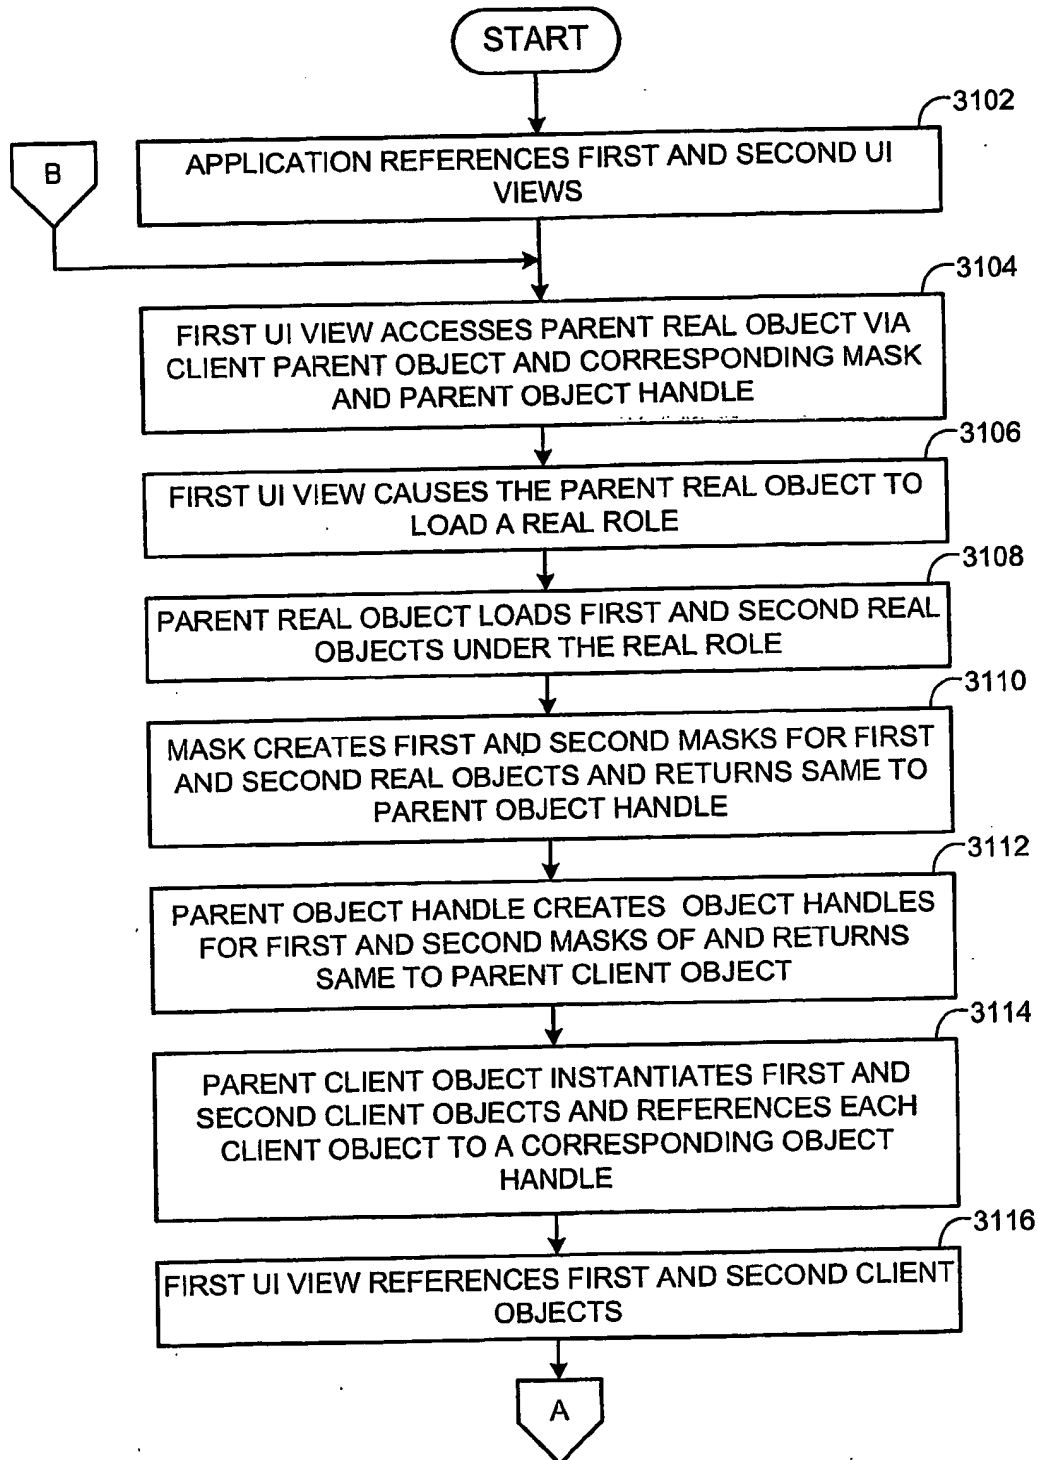 START
3102
APPLICATION REFERENCES FIRST AND SECOND UI
VIEWS
B
3104
FIRST UI VIEW ACCESSES PARENT REAL OBJECT VIA
CLIENT PARENT OBJECT AND CORRESPONDING MASK
AND PARENT OBJECT HANDLE
3106
FIRST UI VIEW CAUSES THE PARENT REAL OBJECT TO
LOAD A REAL ROLE
3108
PARENT REAL OBJECT LOADS FIRST AND SECOND REAL
OBJECTS UNDER THE REAL ROLE
3110
MASK CREATES FIRST AND SECOND MASKS FOR FIRST
AND SECOND REAL OBJECTS AND RETURNS SAME TO
PARENT OBJECT HANDLE
3112
PARENT OBJECT HANDLE CREATES OBJECT HANDLES
FOR FIRST AND SECOND MASKS OF AND RETURNS
SAME TO PARENT CLIENT OBJECT
3114
PARENT CLIENT OBJECT INSTANTIATES FIRST AND
SECOND CLIENT OBJECTS AND REFERENCES EACH
CLIENT OBJECT TO A CORRESPONDING OBJECT
HANDLE
3116
FIRST UI VIEW REFERENCES FIRST AND SECOND CLIENT
OBJECTS
A